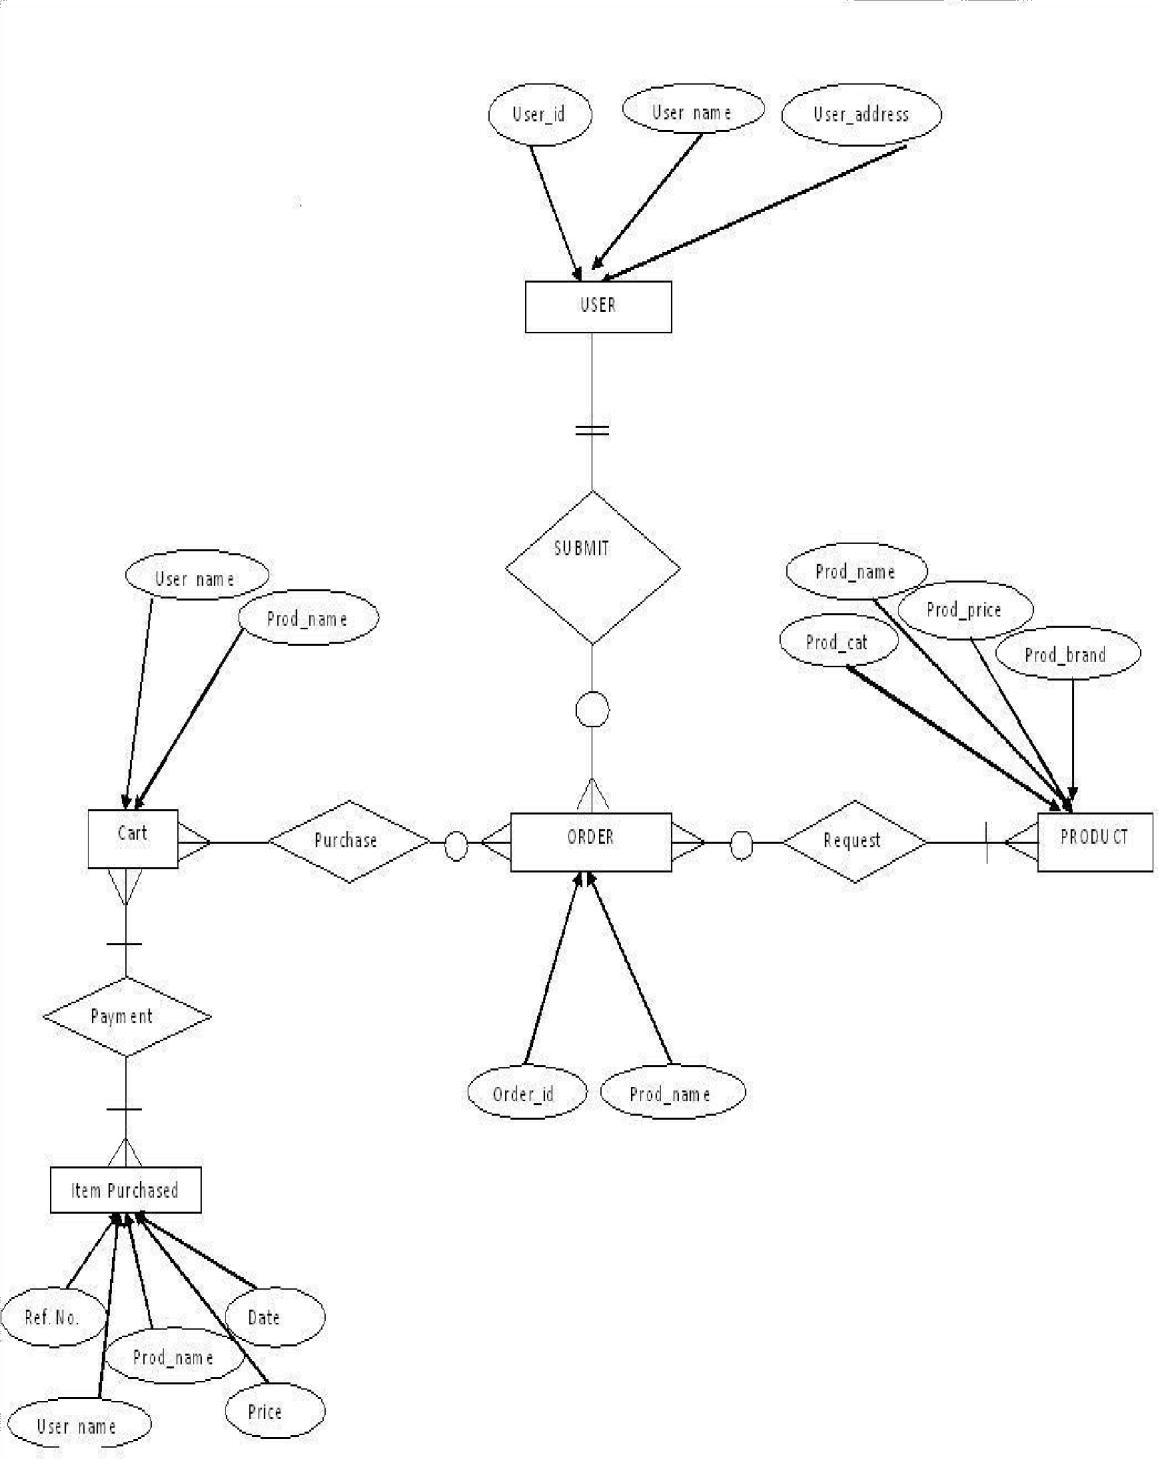 User_id
User name
User_address
USER
SUBMIT
User name
Prod_name
Prod_name
Prod_price
Prod_cat
Prod_brand
Cart
Purchase
ORDER
Request
PRODUCT
Payment
Order_id
Prod_name
Item Purchased
Ref. No.
Date
Prod_name
Price
User name